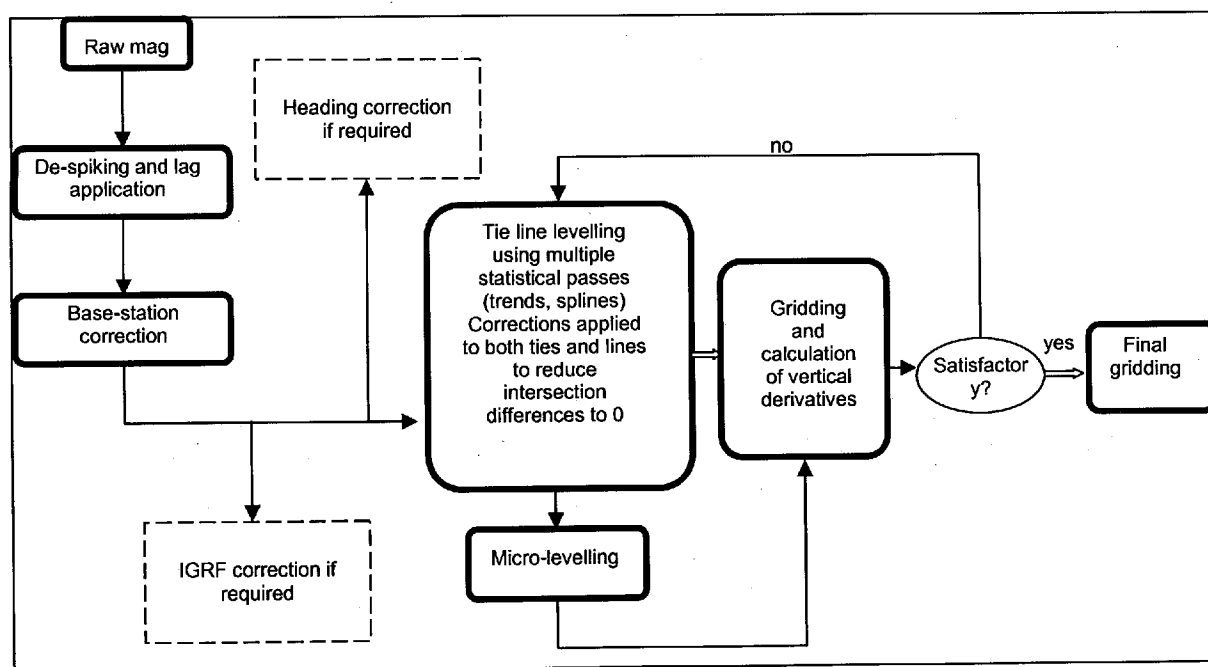 Raw mag
De-spiking and lag
application
Base-station
correction
Heading correction
if required
IGRF correction if
required
Tie line levelling
using multiple
statistical passes
(trends, splines)
Corrections applied
to both ties and lines
to reduce
intersection
differences to 0
Micro-levelling
Gridding
and
calculation
of vertical
derivatives
no
Satisfactor
y?
yes
Final
gridding